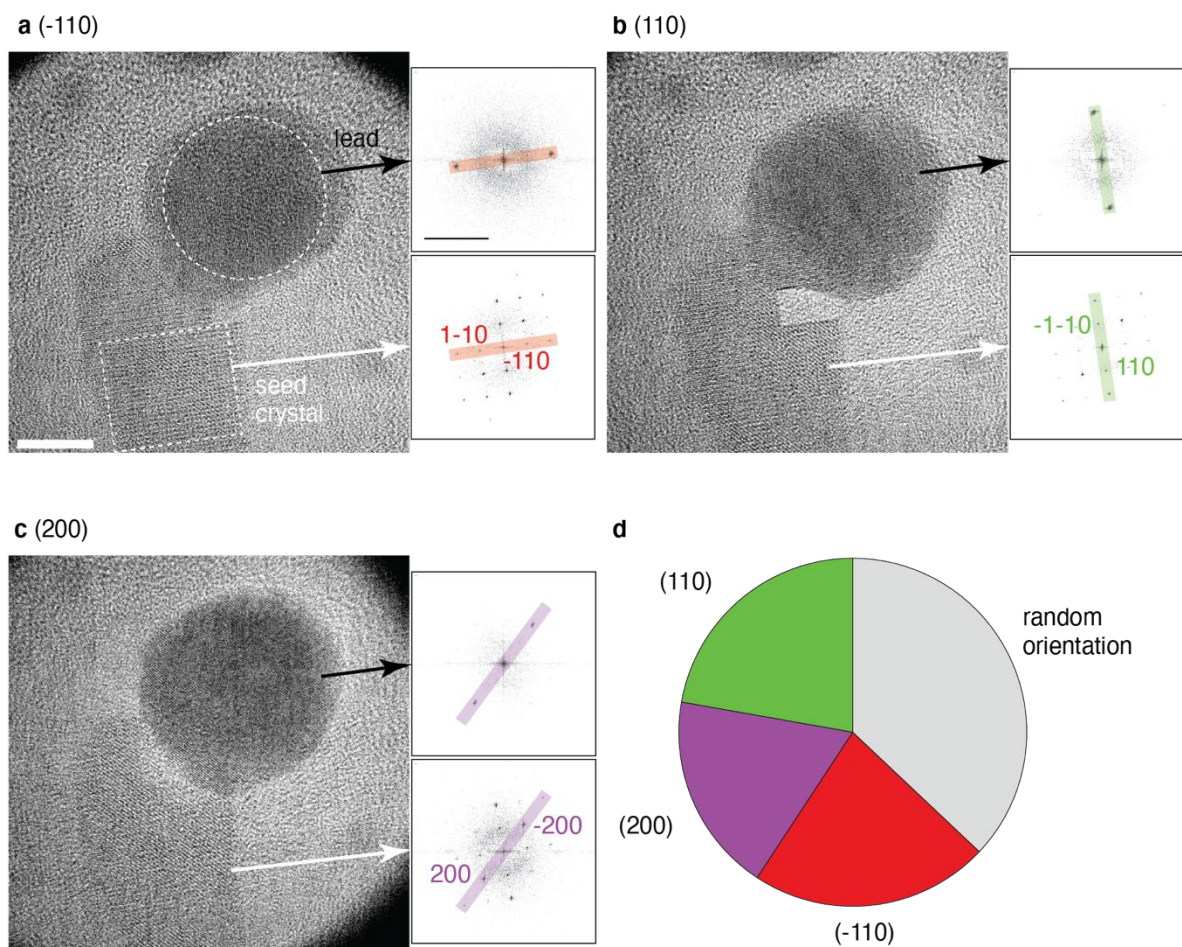 a (-110)
lead
1-10
-110
seed
crystal
b (110)
-1-10
110
c (200)
-200
200
d
(110)
random
orientation
(200)
(-110)